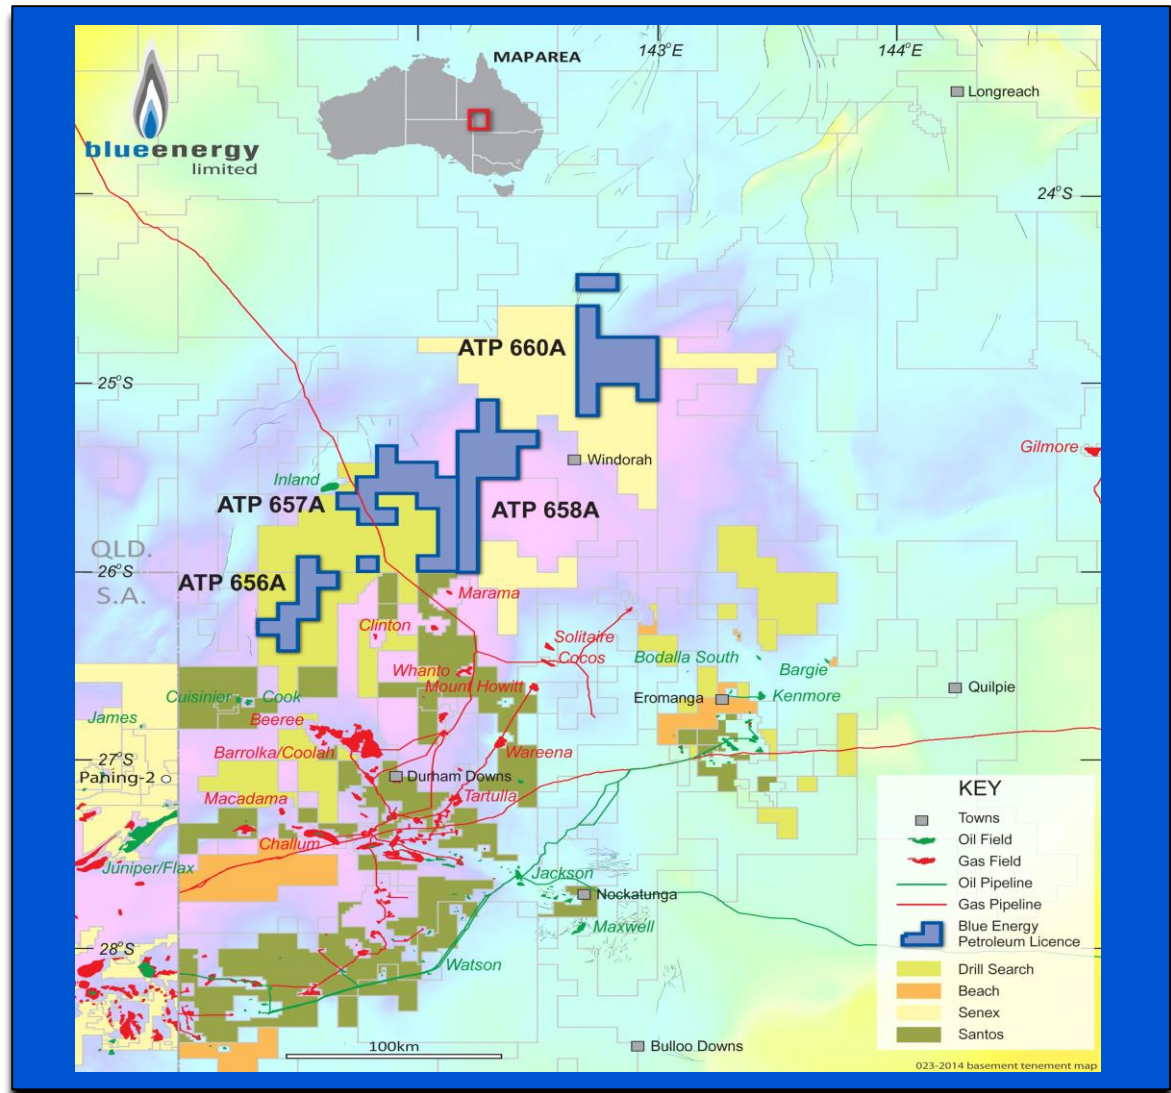 143°E
144°E
MAPAREA
Longreach
blueenergy
limited
24°S
ATP 660A
25°S
Gilmore
Windorah
Inland
ATP 657A
ATP 658A
QLD.
26°S
S.A.
ATP 656A
Marama
Clinton
Solitaire
Cocos
Bodalla South
Bargie
Whanto
Mount Howitt
Cuisinier
Cook
Eromanga
Kenmore
Quilpie
James
Beeree
Barrolka/Coolah
Wareena
27°S
Paning-2
Durham Downs
Macadama
Tartulla
Challum
Juniper/Flax
Jackson
Nockatunga
Maxwell
28°S
Watson
100km
Bulloo Downs
KEY
Towns
Oil Field
Gas Field
Oil Pipeline
Gas Pipeline
Blue Energy
Petroleum Licence
Drill Search
Beach
Senex
Santos
023-2014 basement tenement map